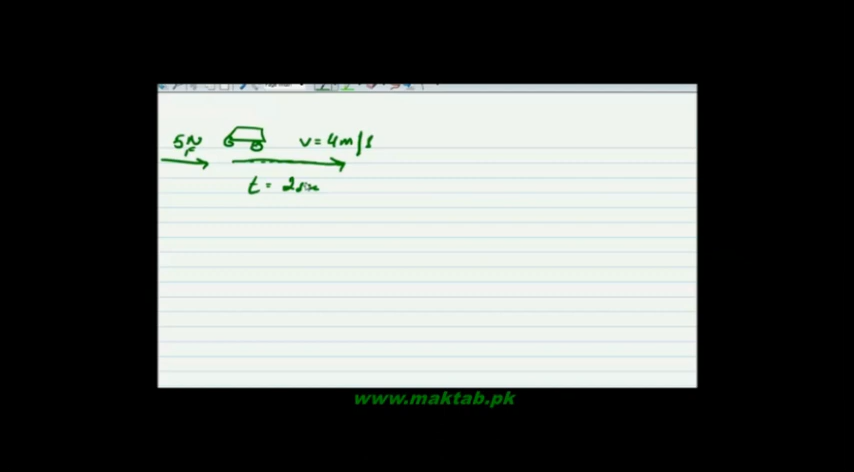 5N v = 4m/s
F
t = 2sec
www.maktab.pk